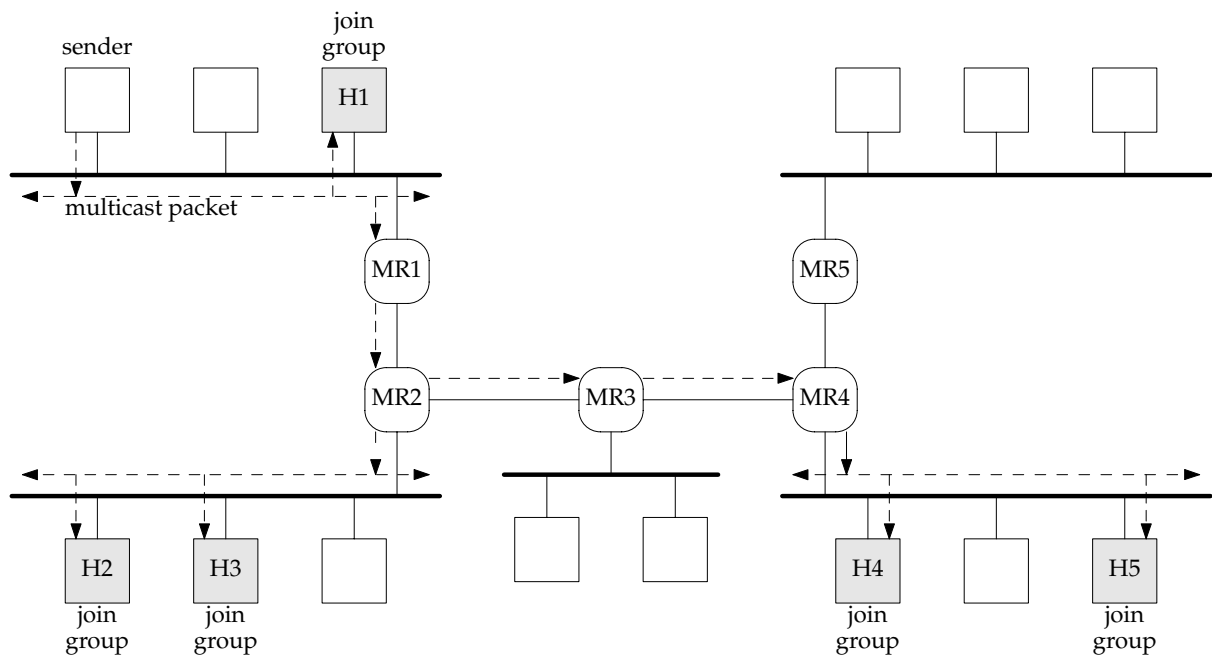 join
group
sender
H1
multicast packet
MR1
MR5
MR2
MR3
MR4
H2
H3
H4
H5
join
group
join
group
join
group
join
group